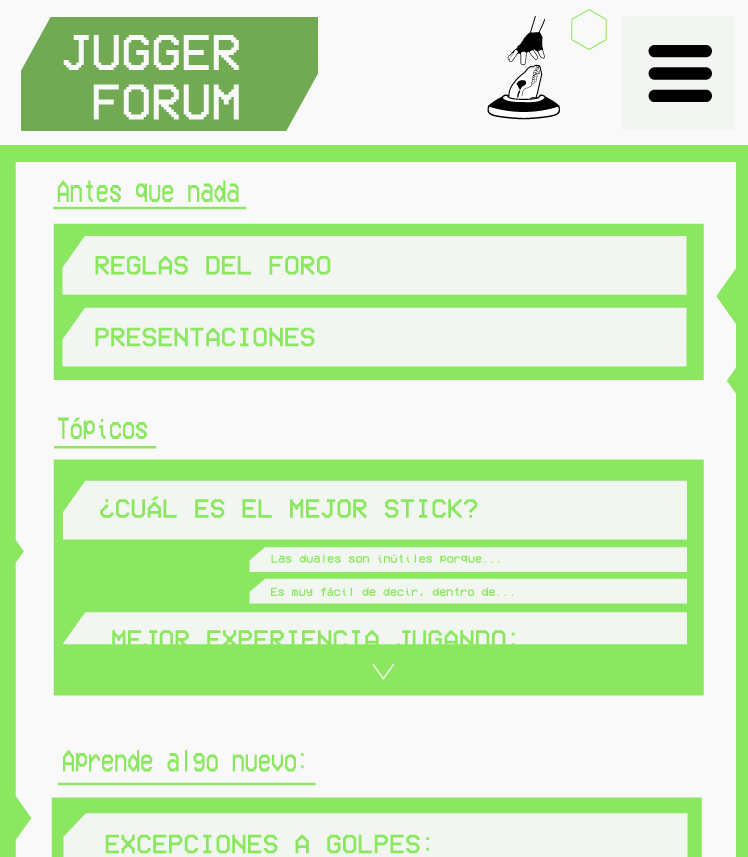 JUGGER
FORUM
Antes que nada
REGLAS DEL FORO
PRESENTACIONES
Tópicos
¿CUÁL ES EL MEJOR STICK?
Las duales son inútiles porque...
Es muy fácil de decir, dentro de...
MEJOR EXPERIENCIA JUGANDO:
Aprende algo nuevo:
EXCEPCIONES A GOLPES: